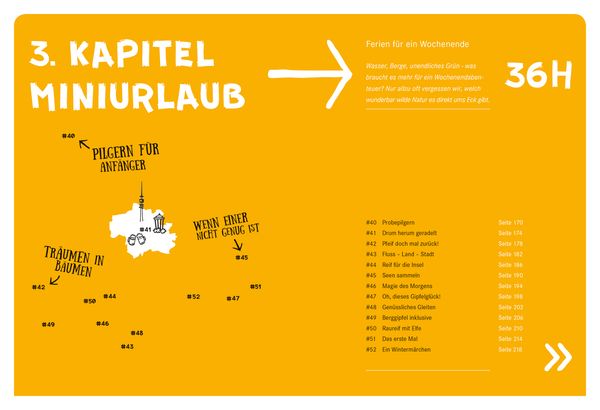 3. KAPITEL
MINIURLAUB
Ferien für ein Wochenende
Wasser, Berge, unendliches Grün - was
braucht es mehr für ein Wochenendaben-
teuer? Nur allzu oft vergessen wir, welch
wunderbar wilde Natur es direkt ums Eck gibt.
36H
#40
PILGERN FÜR
ANFÄNGER
#41
WENN EINER
NICHT GENUG IST
#45
TRÄUMEN IN
BÄUMEN
#42
#50
#44
#52
#47
#51
#49
#46
#48
#43
#40 Probepilgern Seite 170
#41 Drum herum geradelt Seite 174
#42 Pfeif doch mal zurück! Seite 178
#43 Fluss - Land - Stadt Seite 182
#44 Reif für die Insel Seite 186
#45 Seen sammeln Seite 190
#46 Magie des Morgens Seite 194
#47 Oh, dieses Gipfelglück! Seite 198
#48 Genüssliches Gleiten Seite 202
#49 Berggipfel inklusive Seite 206
#50 Raureif mit Elfe Seite 210
#51 Das erste Mal Seite 214
#52 Ein Wintermärchen Seite 218